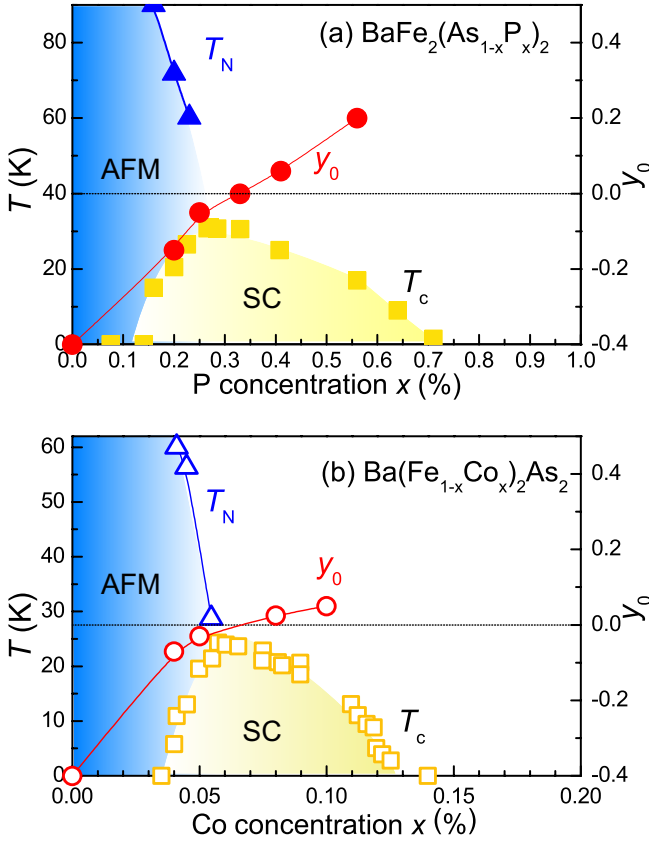 (a) BaFe2(As1-xPx)2
TN
AFM
y0
SC
Tc
T (K)
80
60
40
20
0
0.4
0.2
0.0
-0.2
-0.4
y0
0.0 0.1 0.2 0.3 0.4 0.5 0.6 0.7 0.8 0.9 1.0
P concentration x (%)
(b) Ba(Fe1-xCox)2As2
TN
AFM
y0
SC
Tc
T (K)
60
50
40
30
20
10
0
0.4
0.2
0.0
-0.2
-0.4
y0
0.00 0.05 0.10 0.15 0.20
Co concentration x (%)